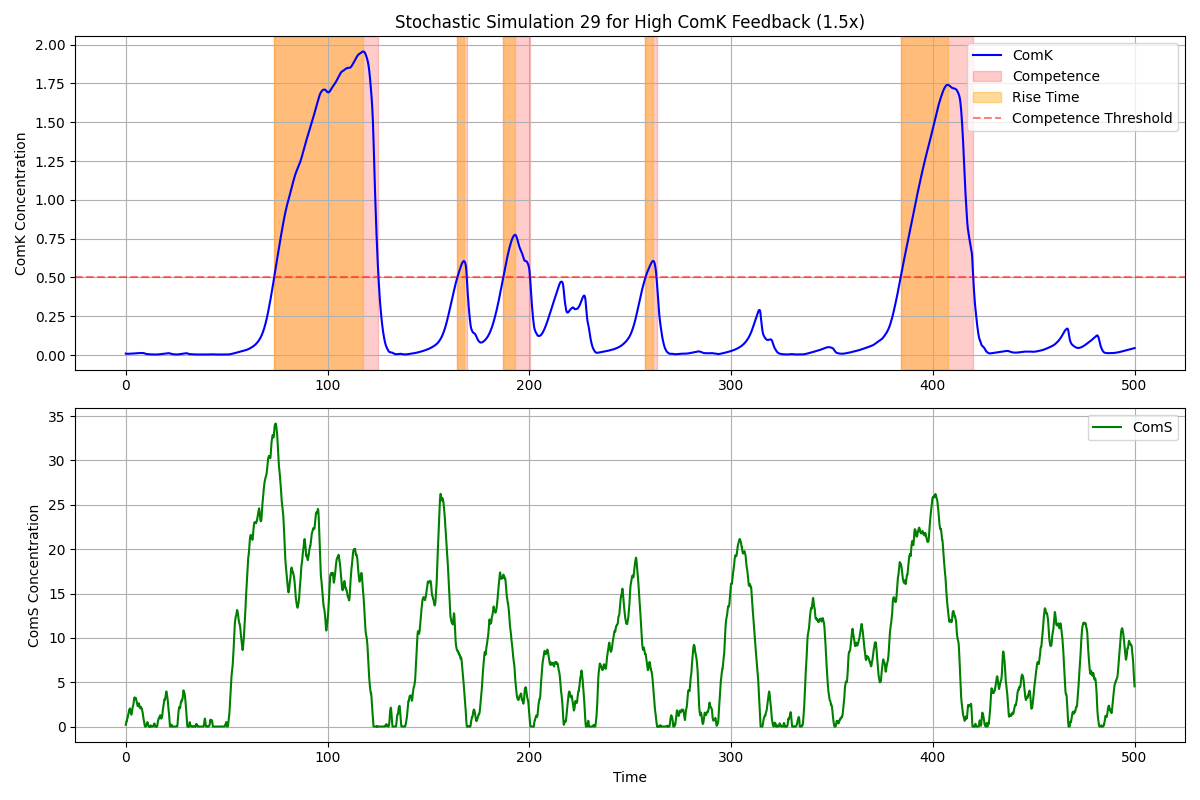 Stochastic Simulation 29 for High ComK Feedback (1.5x)
ComK Concentration
2.00
1.75
1.50
1.25
1.00
0.75
0.50
0.25
0.00
ComK
Competence
Rise Time
Competence Threshold
0 100 200 300 400 500
ComS Concentration
35
30
25
20
15
10
5
0
ComS
0 100 200 300 400 500
Time